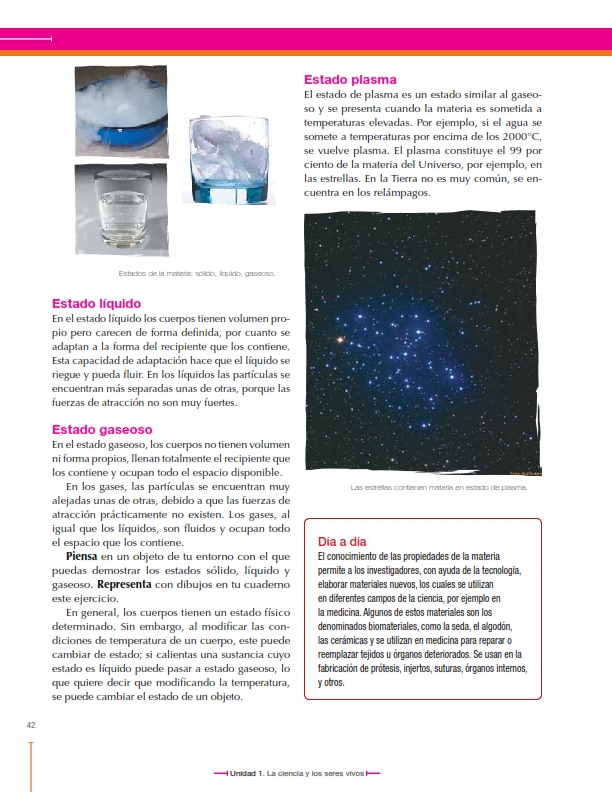 Estados de la materia: sólido, líquido, gaseoso.
Estado líquido
En el estado líquido los cuerpos tienen volumen pro-
pio pero carecen de forma definida, por cuanto se
adaptan a la forma del recipiente que los contiene.
Esta capacidad de adaptación hace que el líquido se
riegue y pueda fluir. En los líquidos las partículas se
encuentran más separadas unas de otras, porque las
fuerzas de atracción no son muy fuertes.
Estado gaseoso
En el estado gaseoso, los cuerpos no tienen volumen
ni forma propios, llenan totalmente el recipiente que
los contiene y ocupan todo el espacio disponible.
En los gases, las partículas se encuentran muy
alejadas unas de otras, debido a que las fuerzas de
atracción prácticamente no existen. Los gases, al
igual que los líquidos, son fluidos y ocupan todo
el espacio que los contiene.
Piensa en un objeto de tu entorno con el que
puedas demostrar los estados sólido, líquido y
gaseoso. Representa con dibujos en tu cuaderno
este ejercicio.
En general, los cuerpos tienen un estado físico
determinado. Sin embargo, al modificar las con-
diciones de temperatura de un cuerpo, este puede
cambiar de estado; si calientas una sustancia cuyo
estado es líquido puede pasar a estado gaseoso, lo
que quiere decir que modificando la temperatura,
se puede cambiar el estado de un objeto.
Estado plasma
El estado de plasma es un estado similar al gaseo-
so y se presenta cuando la materia es sometida a
temperaturas elevadas. Por ejemplo, si el agua se
somete a temperaturas por encima de los 2000°C,
se vuelve plasma. El plasma constituye el 99 por
ciento de la materia del Universo, por ejemplo, en
las estrellas. En la Tierra no es muy común, se en-
cuentra en los relámpagos.
Las estrellas contienen materia en estado de plasma.
Día a día
El conocimiento de las propiedades de la materia
permite a los investigadores, con ayuda de la tecnología,
elaborar materiales nuevos, los cuales se utilizan
en diferentes campos de la ciencia, por ejemplo en
la medicina. Algunos de estos materiales son los
denominados biomateriales, como la seda, el algodón,
las cerámicas y se utilizan en medicina para reparar o
reemplazar tejidos u órganos deteriorados. Se usan en la
fabricación de prótesis, injertos, suturas, órganos internos,
y otros.
42
Unidad 1. La ciencia y los seres vivos